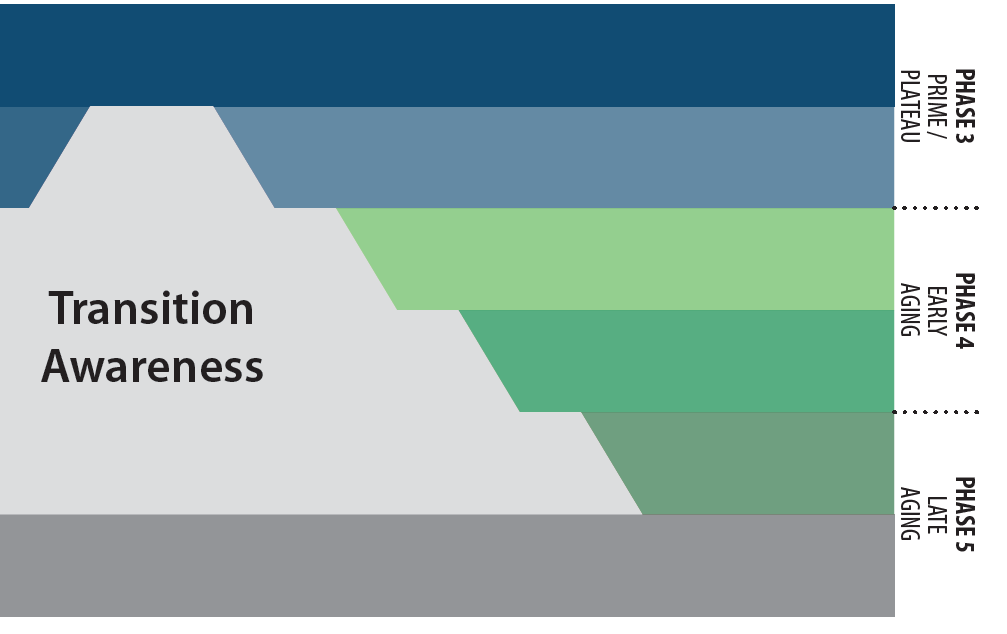 Transition
Awareness
PHASE 3
PRIME /
PLATEAU
PHASE 4
EARLY
AGING
PHASE 5
LATE
AGING